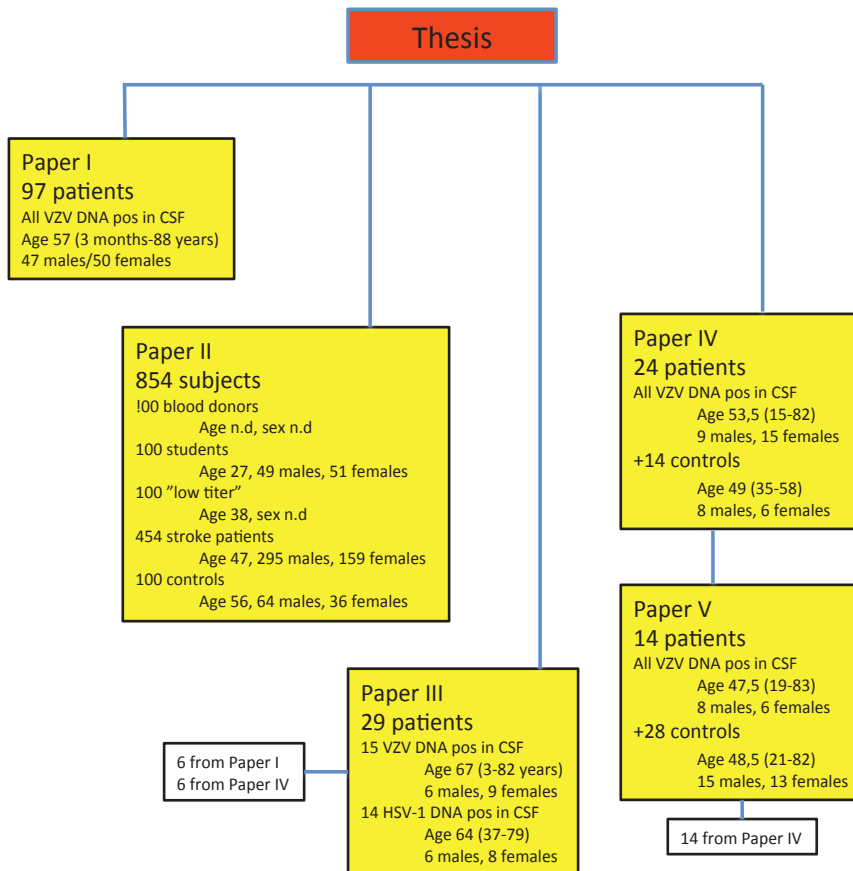 Thesis
Paper I
97 patients
All VZV DNA pos in CSF
Age 57 (3 months-88 years)
47 males/50 females
Paper II
854 subjects
!00 blood donors
Age n.d, sex n.d
100 students
Age 27, 49 males, 51 females
100 ”low titer”
Age 38, sex n.d
454 stroke patients
Age 47, 295 males, 159 females
100 controls
Age 56, 64 males, 36 females
Paper III
29 patients
15 VZV DNA pos in CSF
Age 67 (3-82 years)
6 males, 9 females
14 HSV-1 DNA pos in CSF
Age 64 (37-79)
6 males, 8 females
6 from Paper I
6 from Paper IV
Paper IV
24 patients
All VZV DNA pos in CSF
Age 53,5 (15-82)
9 males, 15 females
+14 controls
Age 49 (35-58)
8 males, 6 females
Paper V
14 patients
All VZV DNA pos in CSF
Age 47,5 (19-83)
8 males, 6 females
+28 controls
Age 48,5 (21-82)
15 males, 13 females
14 from Paper IV